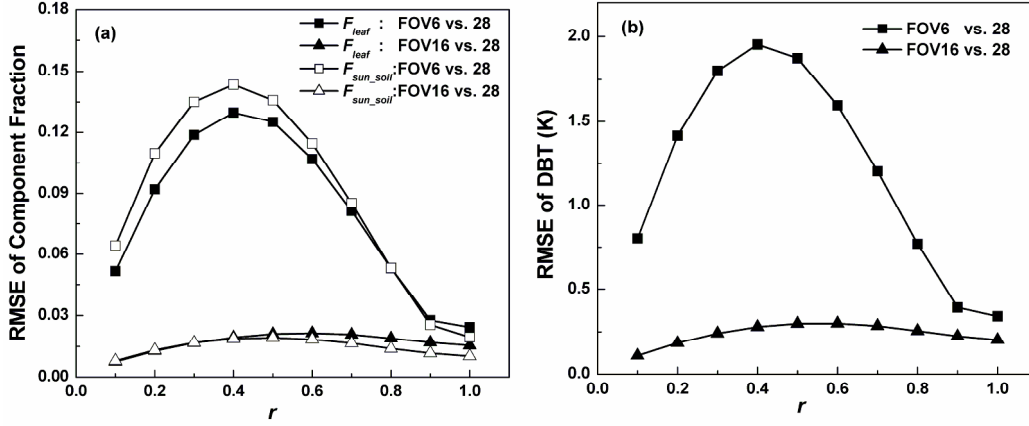 (a)
F_leaf : FOV6 vs. 28
F_leaf : FOV16 vs. 28
F_sun_soil: FOV6 vs. 28
F_sun_soil: FOV16 vs. 28
RMSE of Component Fraction
0.18
0.15
0.12
0.09
0.06
0.03
0.00
0.0 0.2 0.4 0.6 0.8 1.0
r
(b)
FOV6 vs. 28
FOV16 vs. 28
RMSE of DBT (K)
2.0
1.5
1.0
0.5
0.0
0.0 0.2 0.4 0.6 0.8 1.0
r